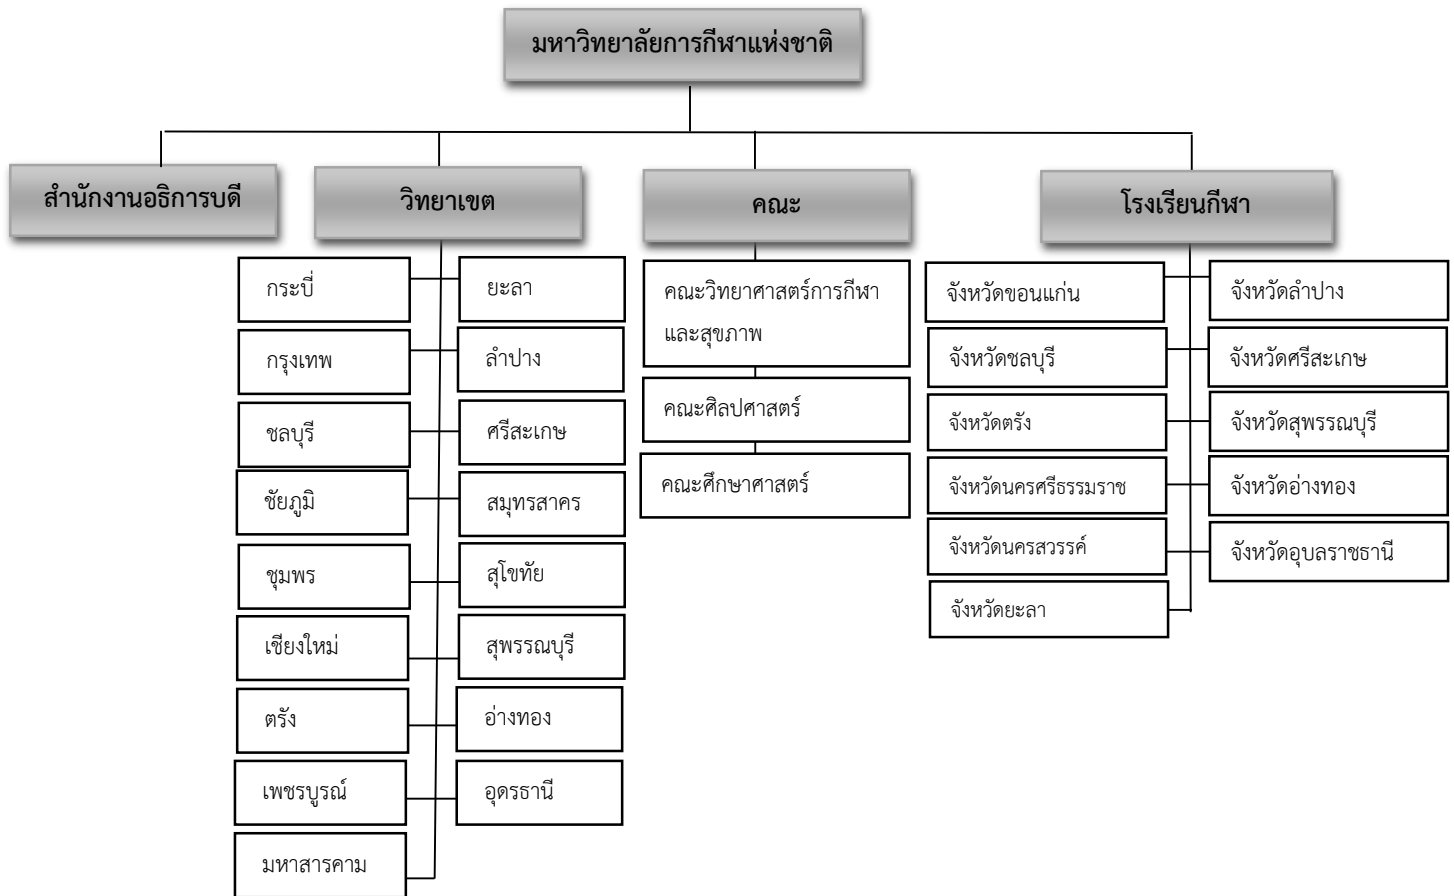 มหาวิทยาลัยการกีฬาแห่งชาติ
สำนักงานอธิการบดี
วิทยาเขต
คณะ
โรงเรียนกีฬา
กระบี่
กรุงเทพ
ชลบุรี
ชัยภูมิ
ชุมพร
เชียงใหม่
ตรัง
เพชรบูรณ์
มหาสารคาม
ยะลา
ลำปาง
ศรีสะเกษ
สมุทรสาคร
สุโขทัย
สุพรรณบุรี
อ่างทอง
อุดรธานี
คณะวิทยาศาสตร์การกีฬา
และสุขภาพ
คณะศิลปศาสตร์
คณะศึกษาศาสตร์
จังหวัดขอนแก่น
จังหวัดชลบุรี
จังหวัดตรัง
จังหวัดนครศรีธรรมราช
จังหวัดนครสวรรค์
จังหวัดยะลา
จังหวัดลำปาง
จังหวัดศรีสะเกษ
จังหวัดสุพรรณบุรี
จังหวัดอ่างทอง
จังหวัดอุบลราชธานี